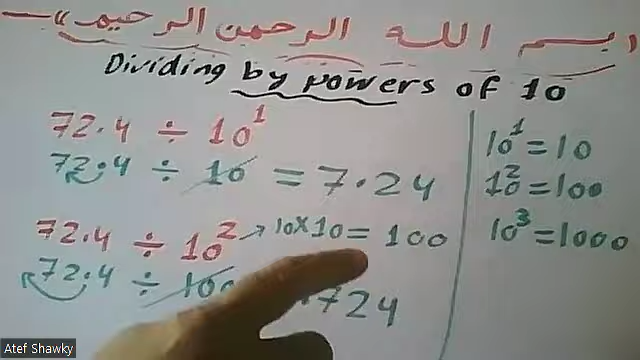 بسم الله الرحمن الرحيم
Dividing by powers of 10
72.4 ÷ 10¹
72.4 ÷ 10 = 7.24
72.4 ÷ 10² → 10×10 = 100
72.4 ÷ .724
10¹ = 10
10² = 100
10³ = 1000
Atef Shawky